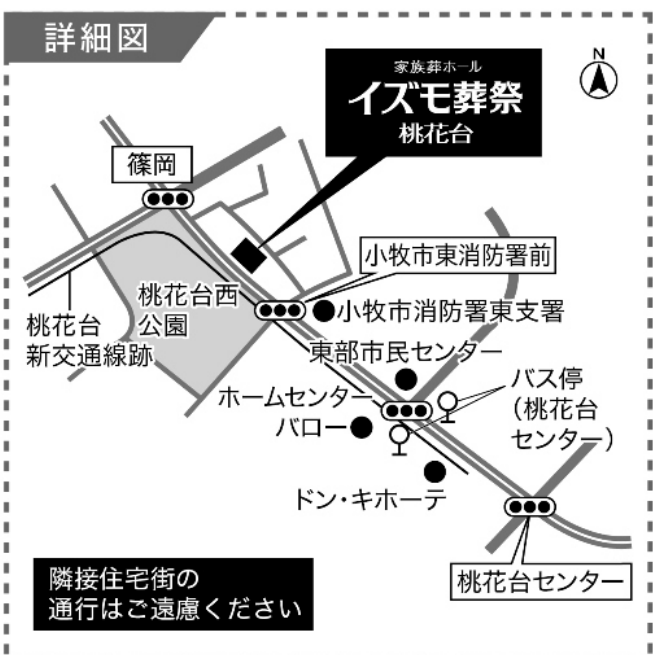 詳細図
N
家族葬ホール
イズモ葬祭
桃花台
篠岡
小牧市東消防署前
桃花台西
公園
小牧市消防署東支署
桃花台
新交通線跡
東部市民センター
バス停
（桃花台
センター）
ホームセンター
バロー
ドン・キホーテ
桃花台センター
隣接住宅街の
通行はご遠慮ください